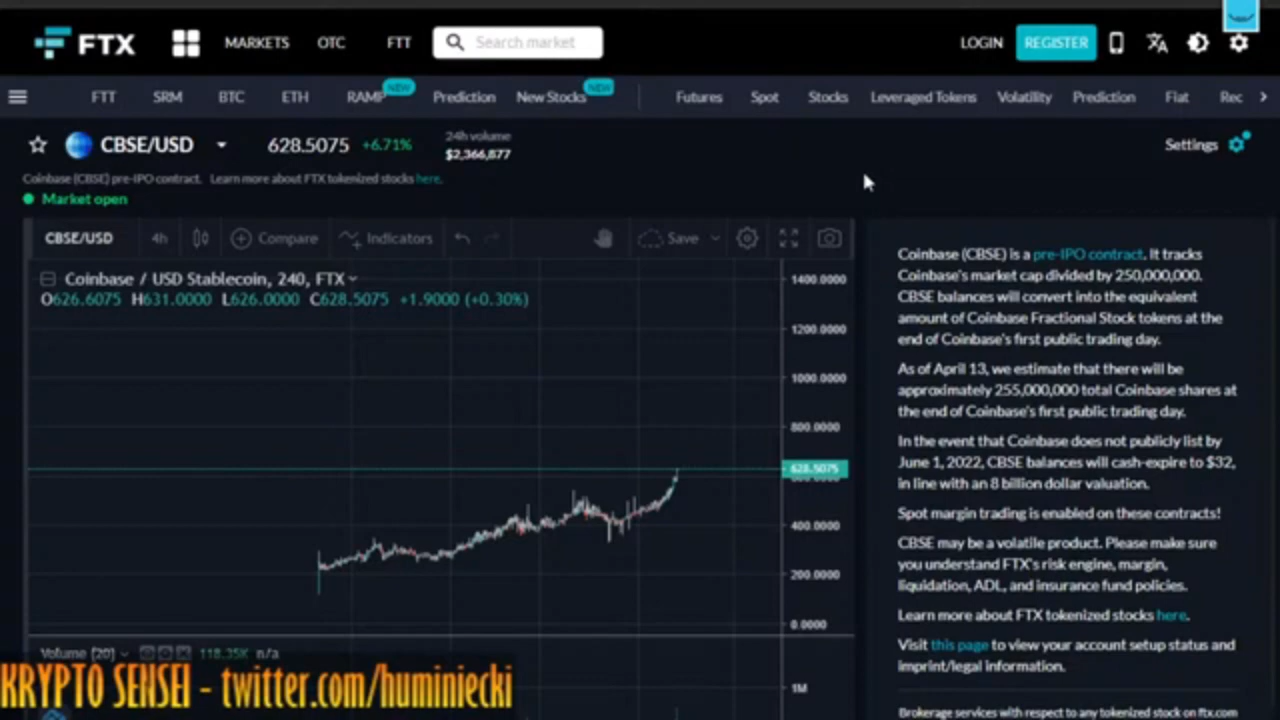 FTX MARKETS OTC FTT Search market LOGIN REGISTER
FTT SRM BTC ETH RAMP NEW Prediction New Stocks NEW Futures Spot Stocks Leveraged Tokens Volatility Prediction Fiat Rec
CBSE/USD 628.5075 +6.71% 24h volume
$2,366,877
Settings
Coinbase (CBSE) pre-IPO contract. Learn more about FTX tokenized stocks here.
Market open
CBSE/USD 4h Compare Indicators Save
Coinbase / USD Stablecoin, 240, FTX
O626.6075 H631.0000 L626.0000 C628.5075 +1.9000 (+0.30%)
1400.0000
1200.0000
1000.0000
800.0000
628.5075
400.0000
200.0000
0.0000
Volume (20) 118.35K n/a
1M
Coinbase (CBSE) is a pre-IPO contract. It tracks
Coinbase's market cap divided by 250,000,000.
CBSE balances will convert into the equivalent
amount of Coinbase Fractional Stock tokens at the
end of Coinbase's first public trading day.
As of April 13, we estimate that there will be
approximately 255,000,000 total Coinbase shares at
the end of Coinbase's first public trading day.
In the event that Coinbase does not publicly list by
June 1, 2022, CBSE balances will cash-expire to $32,
in line with an 8 billion dollar valuation.
Spot margin trading is enabled on these contracts!
CBSE may be a volatile product. Please make sure
you understand FTX's risk engine, margin,
liquidation, ADL, and insurance fund policies.
Learn more about FTX tokenized stocks here.
Visit this page to view your account setup status and
imprint/legal information.
Brokerage services with respect to any tokenized stock on ftx.com
KRYPTO SENSEI - twitter.com/huminiecki